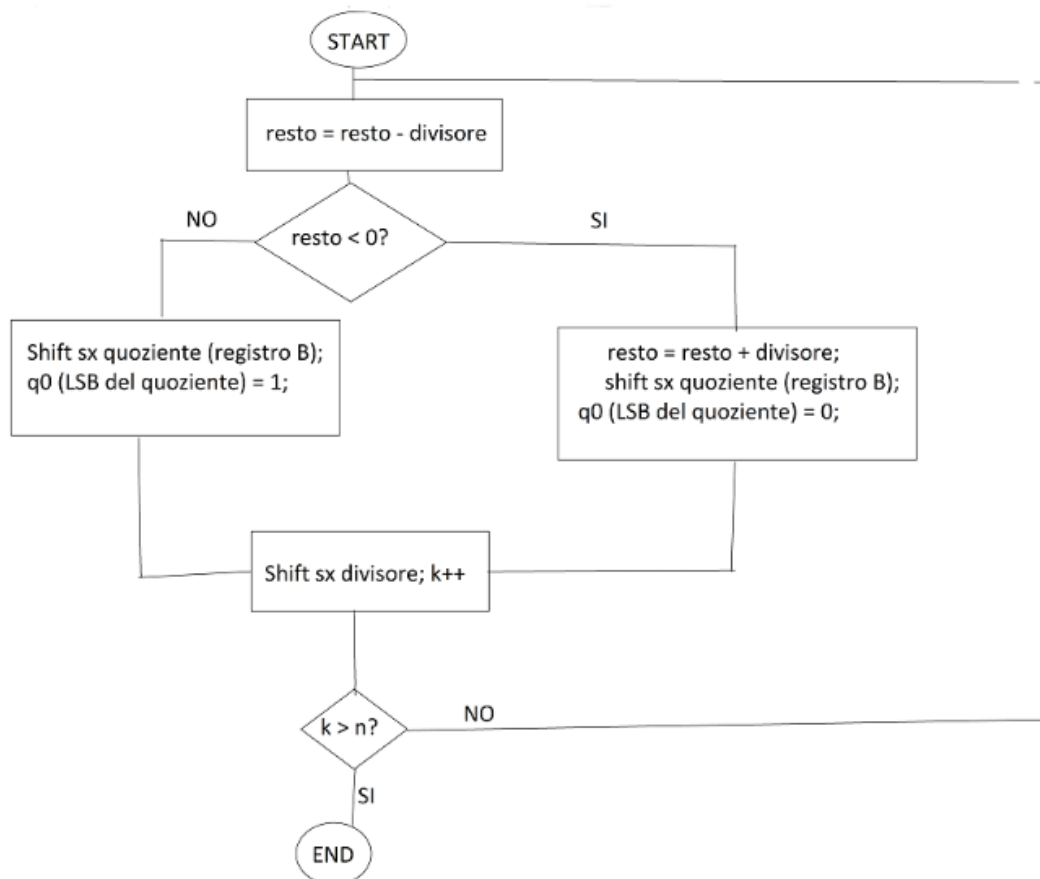 START
resto = resto - divisore
resto < 0?
NO
SI
Shift sx quoziente (registro B);
q0 (LSB del quoziente) = 1;
resto = resto + divisore;
shift sx quoziente (registro B);
q0 (LSB del quoziente) = 0;
Shift sx divisore; k++
k > n?
NO
SI
END